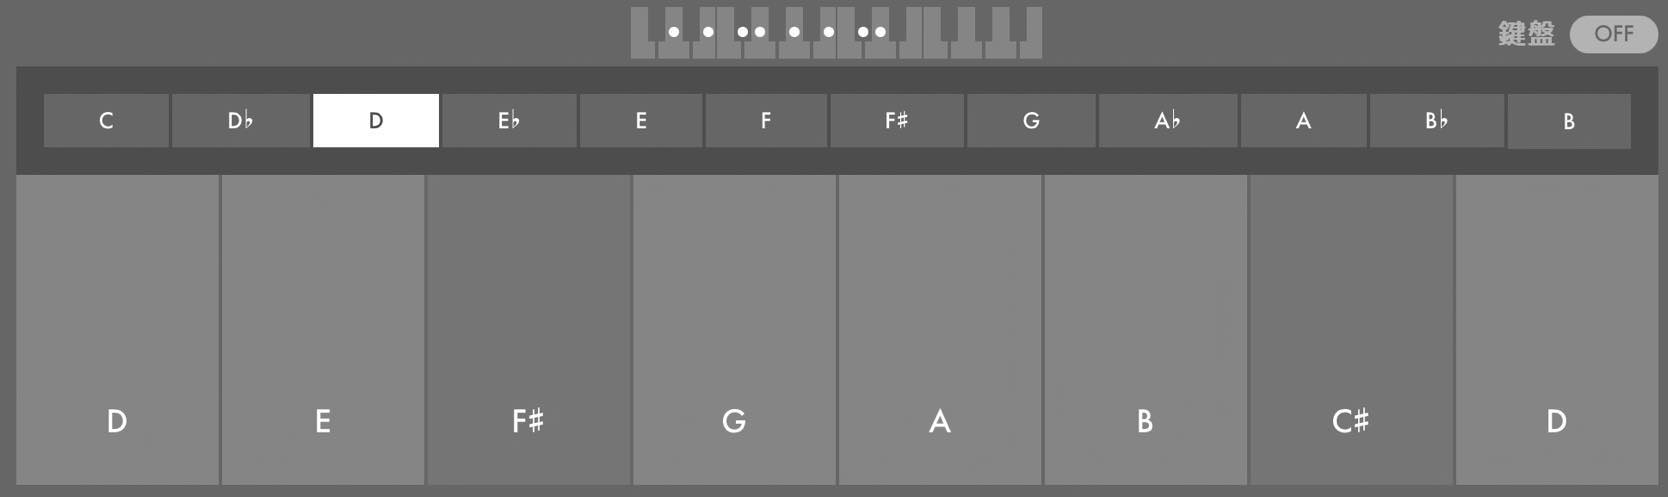 鍵盤 OFF
C D♭ D E♭ E F F♯ G A♭ A B♭ B
D E F♯ G A B C♯ D